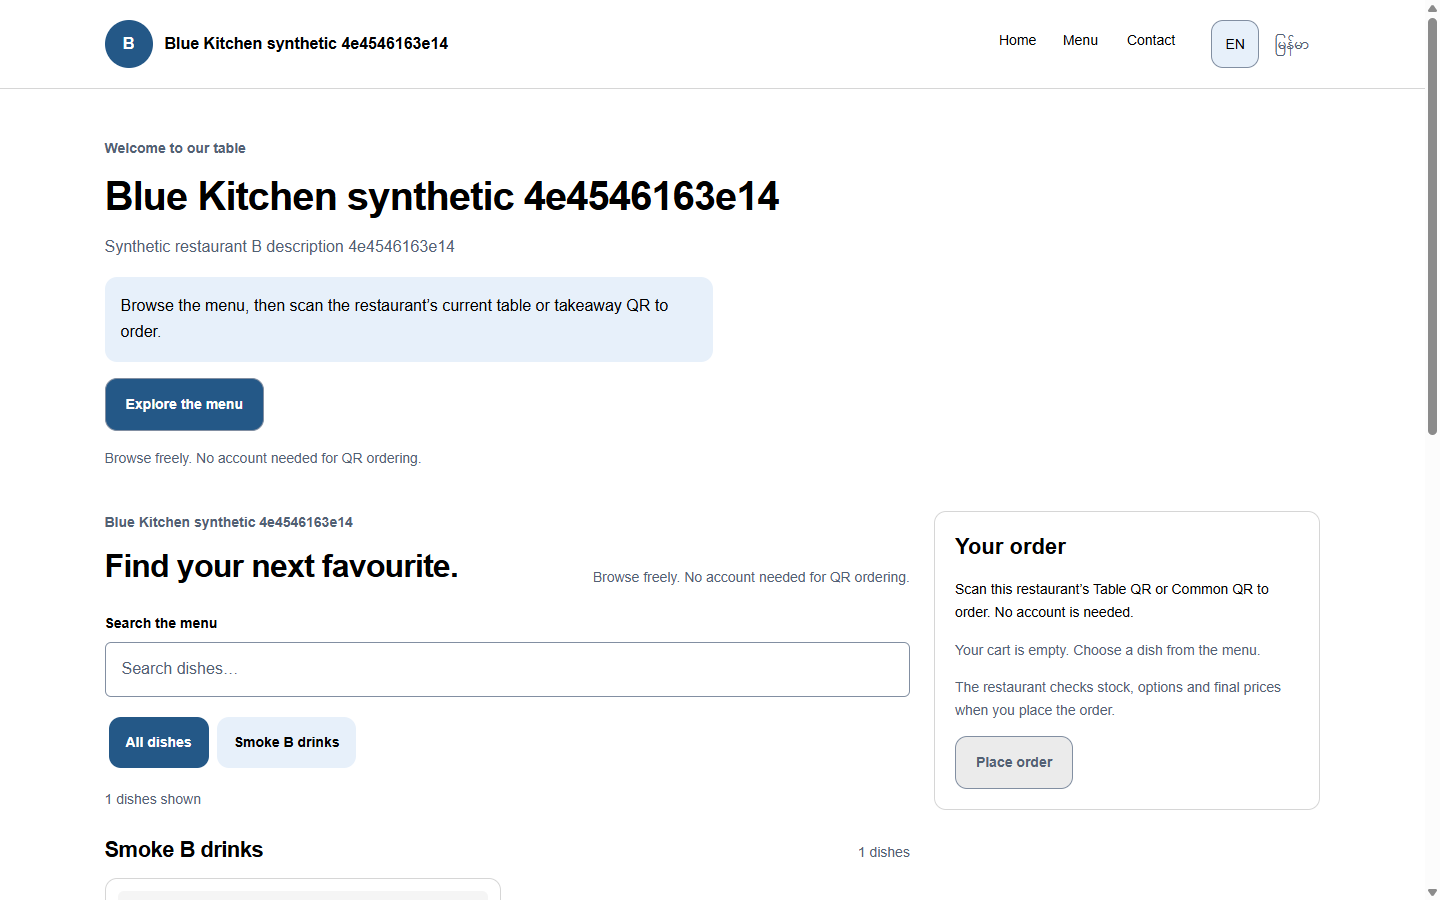 B
Blue Kitchen synthetic 4e4546163e14
Home
Menu
Contact
EN
မြန်မာ
Welcome to our table
Blue Kitchen synthetic 4e4546163e14
Synthetic restaurant B description 4e4546163e14
Browse the menu, then scan the restaurant’s current table or takeaway QR to
order.
Explore the menu
Browse freely. No account needed for QR ordering.
Blue Kitchen synthetic 4e4546163e14
Find your next favourite.
Browse freely. No account needed for QR ordering.
Search the menu
Search dishes…
All dishes
Smoke B drinks
1 dishes shown
Smoke B drinks
1 dishes
Your order
Scan this restaurant’s Table QR or Common QR to
order. No account is needed.
Your cart is empty. Choose a dish from the menu.
The restaurant checks stock, options and final prices
when you place the order.
Place order